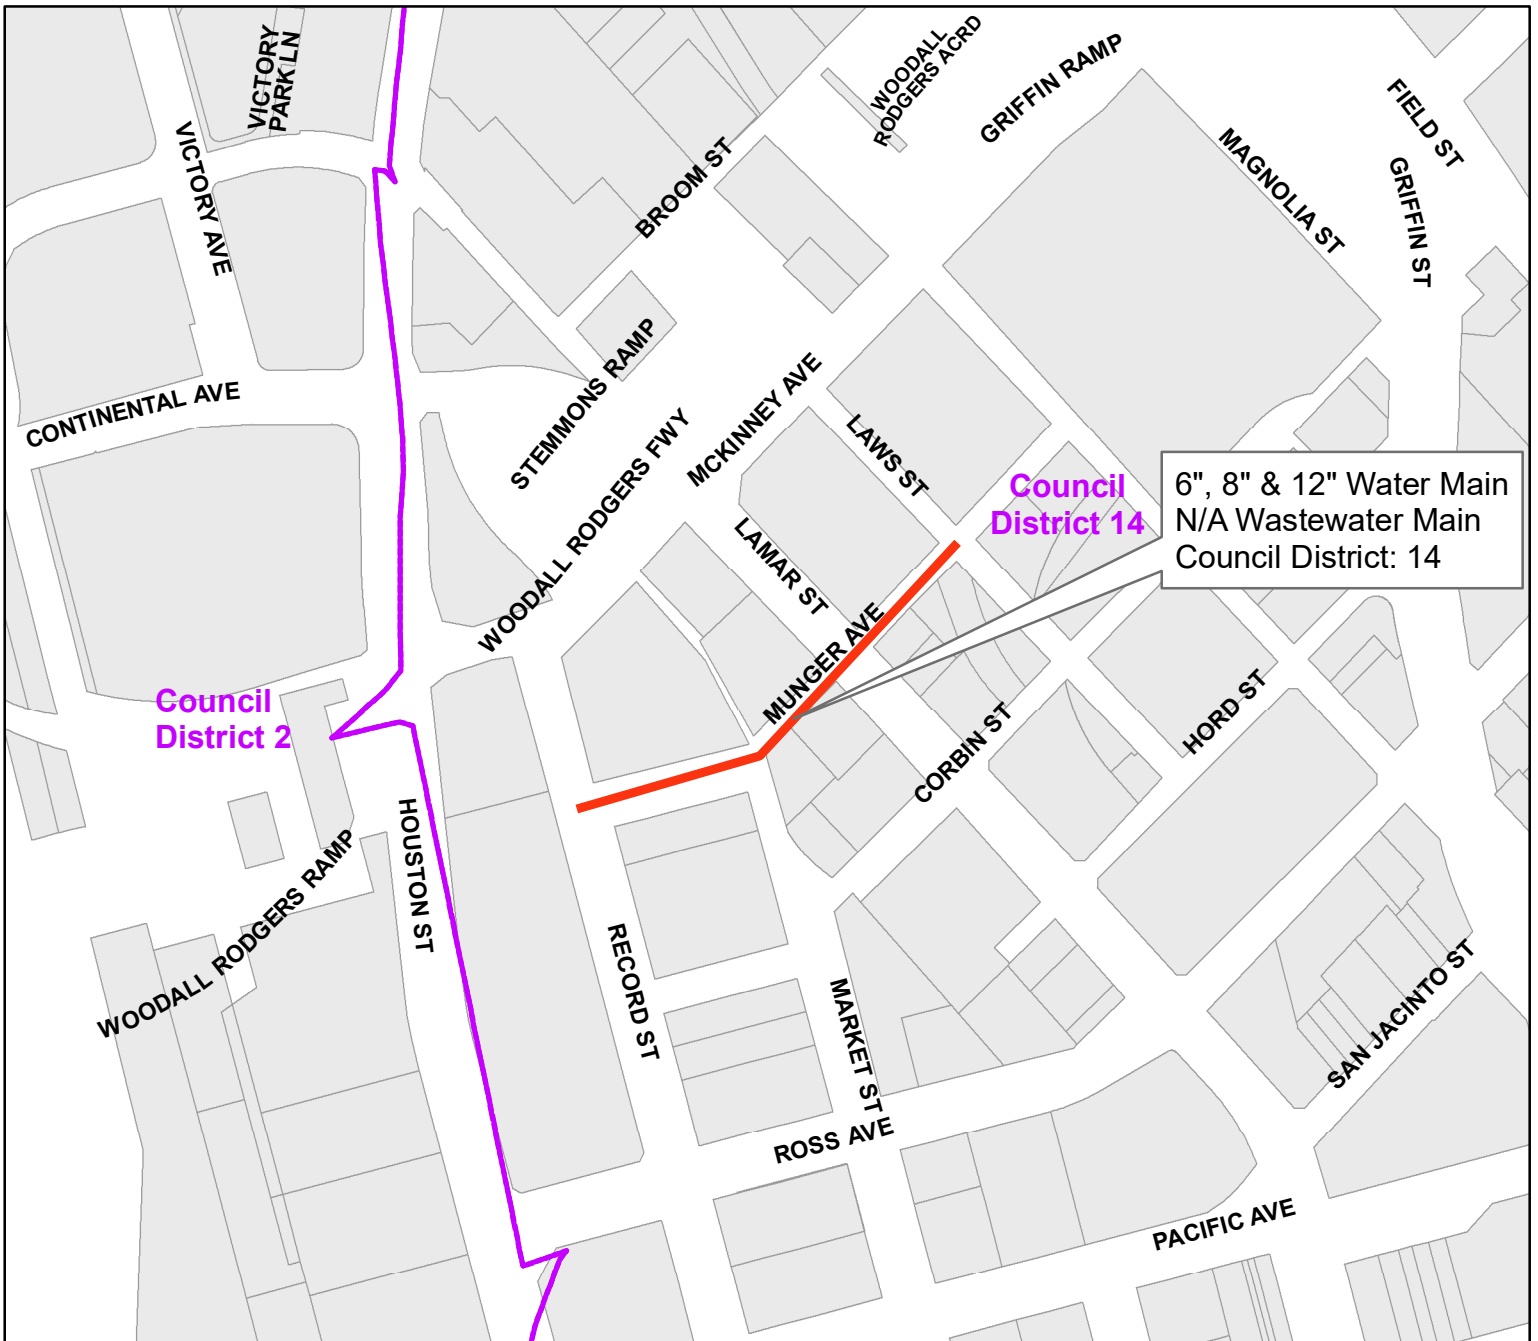 VICTORY
PARK LN
WOODALL
RODGERS ACRD
GRIFFIN RAMP
FIELD ST
VICTORY AVE
BROOM ST
MAGNOLIA ST
GRIFFIN ST
CONTINENTAL AVE
STEMMONS RAMP
MCKINNEY AVE
WOODALL RODGERS FWY
LAWS ST
Council
District 14
6", 8" & 12" Water Main
N/A Wastewater Main
Council District: 14
LAMAR ST
MUNGER AVE
Council
District 2
CORBIN ST
HORD ST
HOUSTON ST
WOODALL RODGERS RAMP
RECORD ST
MARKET ST
SAN JACINTO ST
ROSS AVE
PACIFIC AVE